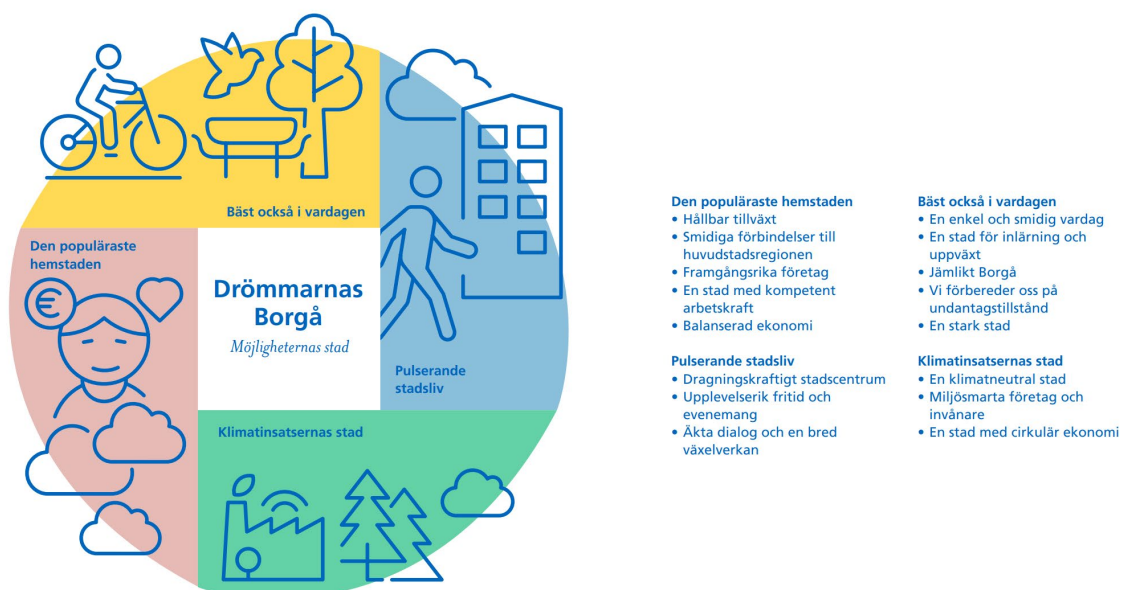 Bäst också i vardagen
Den populäraste
hemstaden
Drömmarnas
Borgå
Möjligheternas stad
Pulserande
stadsliv
Klimatinsatsernas stad
Den populäraste hemstaden
• Hållbar tillväxt
• Smidiga förbindelser till
huvudstadsregionen
• Framgångsrika företag
• En stad med kompetent
arbetskraft
• Balanserad ekonomi
Pulserande stadsliv
• Dragningskraftigt stadscentrum
• Upplevelserik fritid och
evenemang
• Äkta dialog och en bred
växelverkan
Bäst också i vardagen
• En enkel och smidig vardag
• En stad för inlärning och
uppväxt
• Jämlikt Borgå
• Vi förbereder oss på
undantagstillstånd
• En stark stad
Klimatinsatsernas stad
• En klimatneutral stad
• Miljösmarta företag och
invånare
• En stad med cirkulär ekonomi